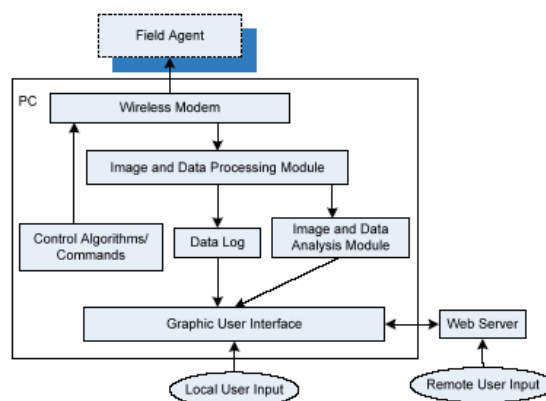 Field Agent
PC
Wireless Modem
Image and Data Processing Module
Control Algorithms/
Commands
Data Log
Image and Data
Analysis Module
Graphic User Interface
Web Server
Local User Input
Remote User Input